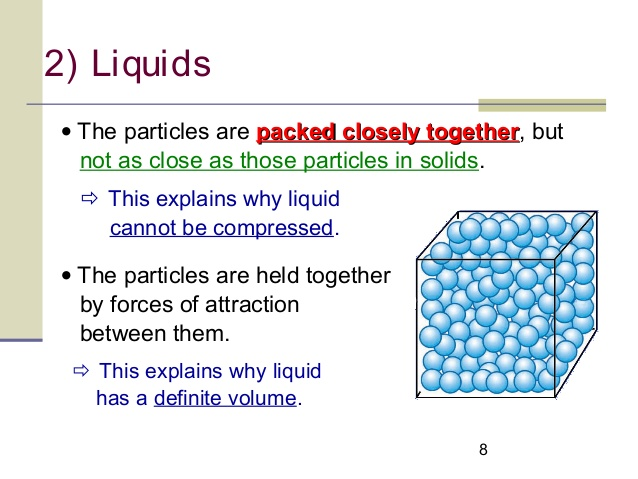 2) Liquids
• The particles are packed closely together, but
not as close as those particles in solids.
⇨ This explains why liquid
cannot be compressed.
• The particles are held together
by forces of attraction
between them.
⇨ This explains why liquid
has a definite volume.
8